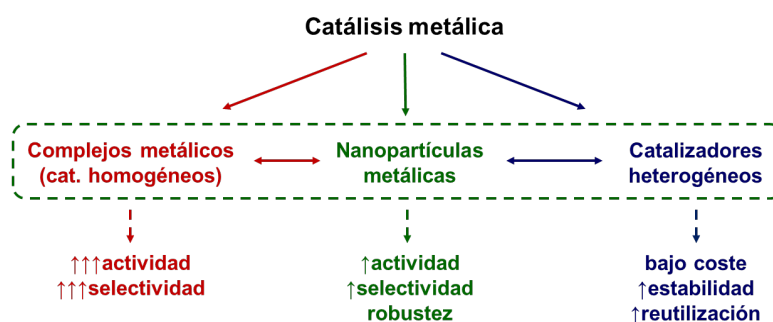 Catálisis metálica
Complejos metálicos
(cat. homogéneos)
Nanopartículas
metálicas
Catalizadores
heterogéneos
↑↑↑actividad
↑↑↑selectividad
↑actividad
↑selectividad
robustez
bajo coste
↑estabilidad
↑reutilización